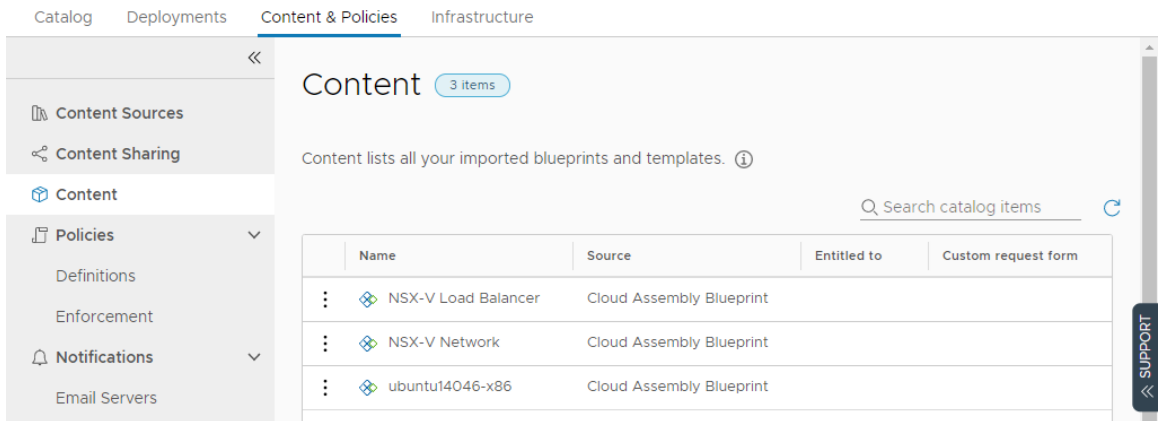 Catalog Deployments Content & Policies Infrastructure
Content Sources
Content Sharing
Content
Policies
Definitions
Enforcement
Notifications
Email Servers
Content 3 items
Content lists all your imported blueprints and templates.
Search catalog items
Name Source Entitled to Custom request form
NSX-V Load Balancer Cloud Assembly Blueprint
NSX-V Network Cloud Assembly Blueprint
ubuntu14046-x86 Cloud Assembly Blueprint
SUPPORT